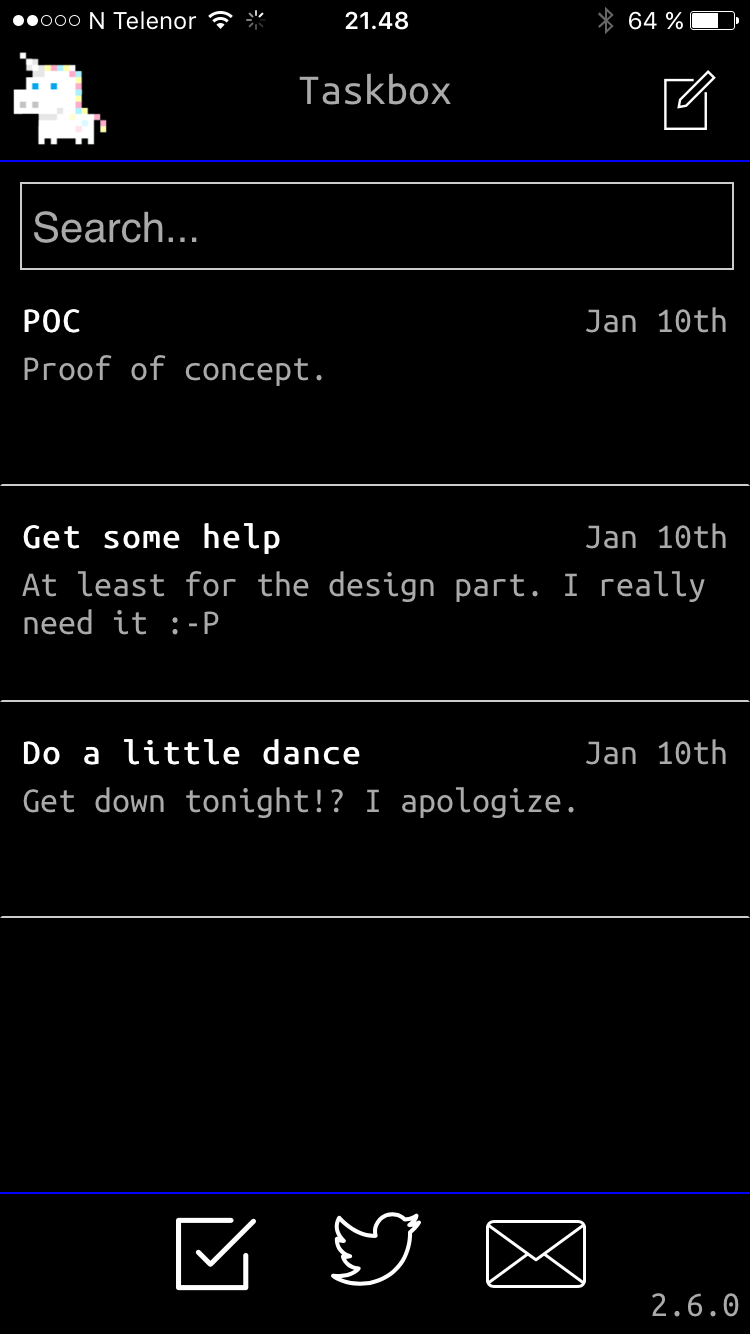 N Telenor 21.48 64 %
Taskbox
Search...
POC Jan 10th
Proof of concept.
Get some help Jan 10th
At least for the design part. I really
need it :-P
Do a little dance Jan 10th
Get down tonight!? I apologize.
2.6.0